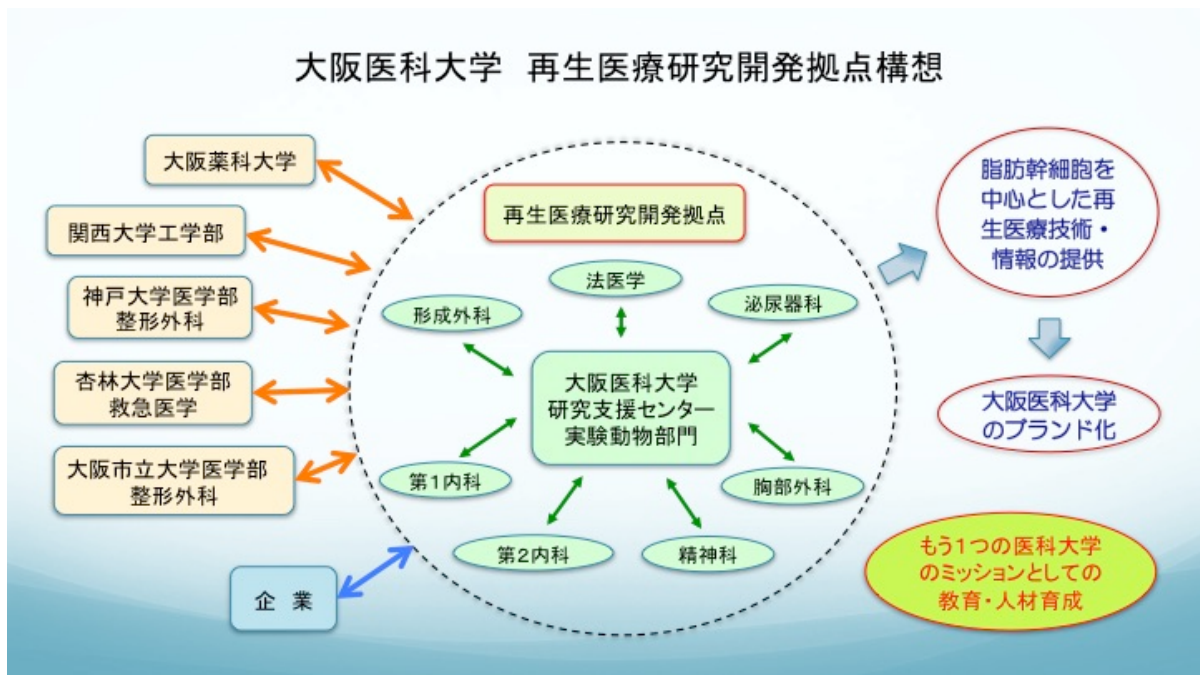 大阪医科大学　再生医療研究開発拠点構想
大阪薬科大学
関西大学工学部
神戸大学医学部
整形外科
杏林大学医学部
救急医学
大阪市立大学医学部
整形外科
企　業
再生医療研究開発拠点
法医学
形成外科
泌尿器科
大阪医科大学
研究支援センター
実験動物部門
第1内科
胸部外科
第2内科
精神科
脂肪幹細胞を
中心とした再
生医療技術・
情報の提供
大阪医科大学
のブランド化
もう1つの医科大学
のミッションとしての
教育・人材育成